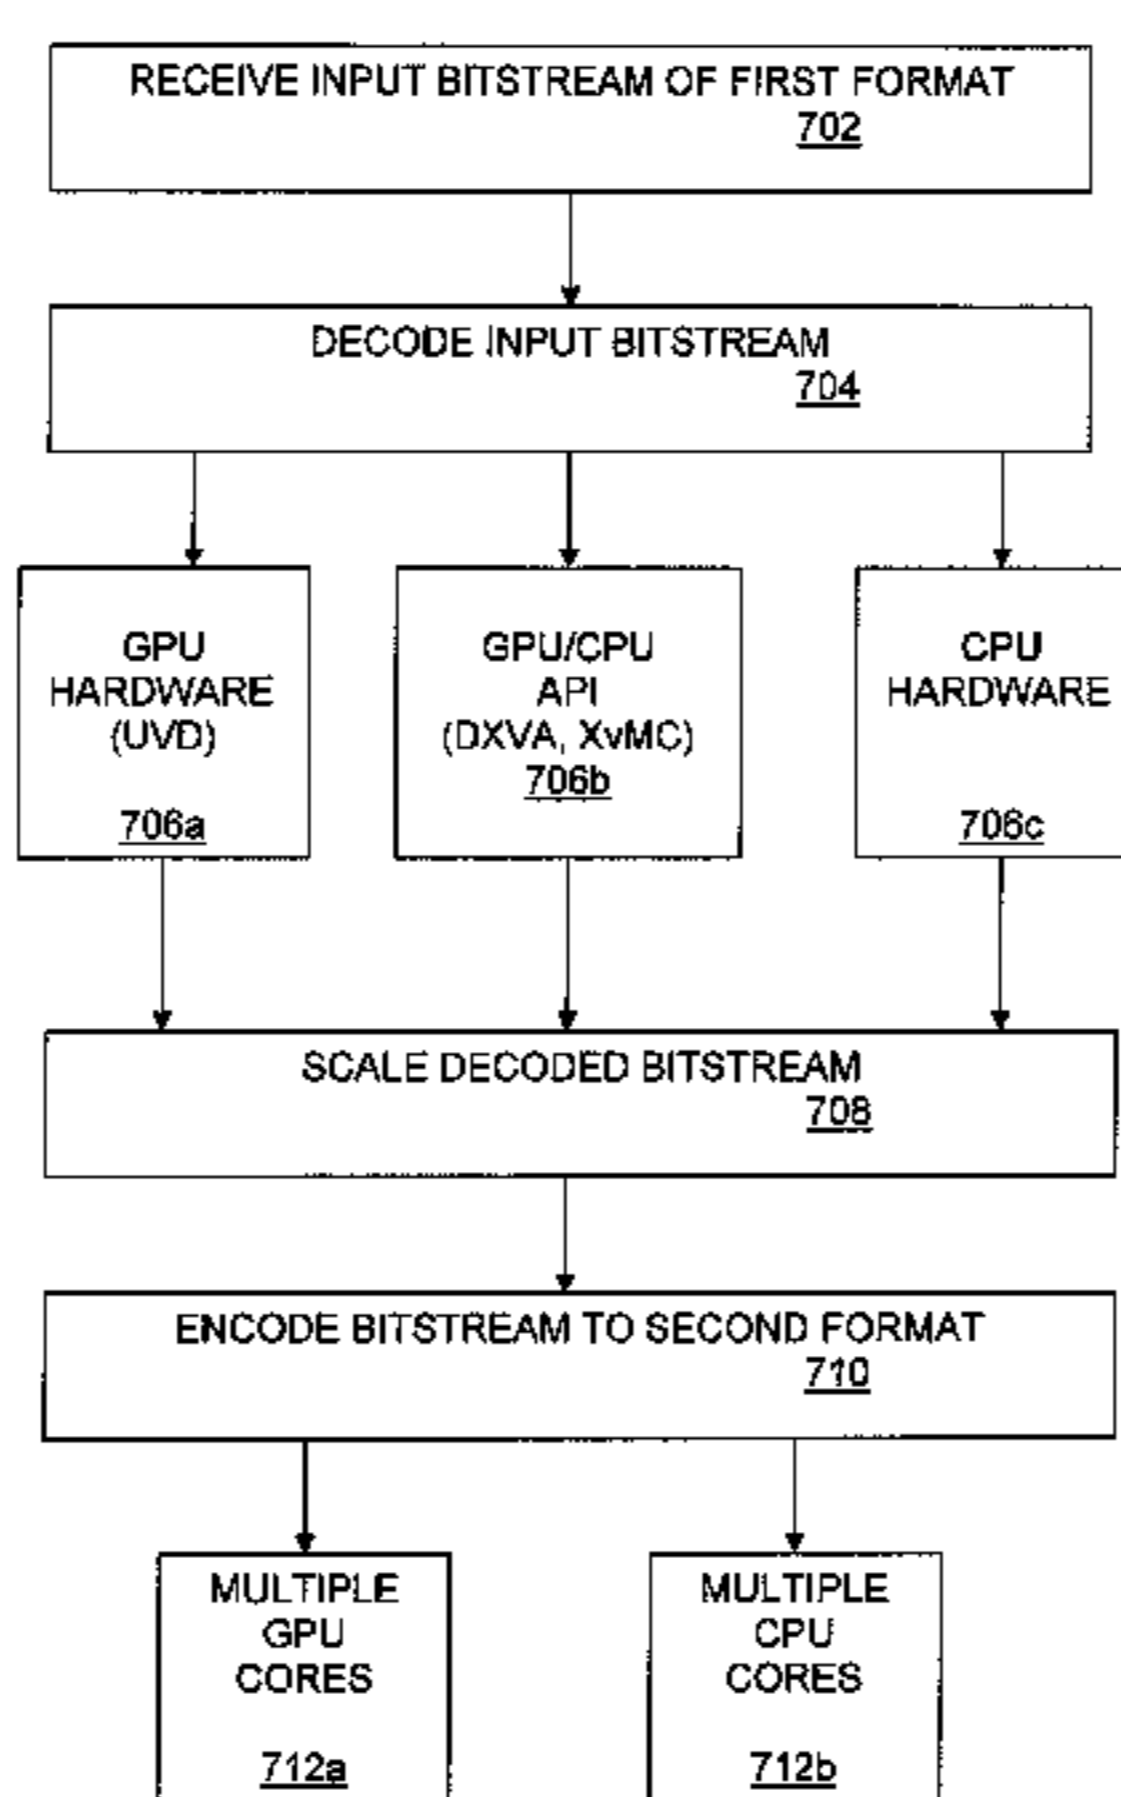 RECEIVE INPUT BITSTREAM OF FIRST FORMAT
702
DECODE INPUT BITSTREAM
704
GPU
HARDWARE
(UVD)
706a
GPU/CPU
API
(DXVA, XvMC)
706b
CPU
HARDWARE
706c
SCALE DECODED BITSTREAM
708
ENCODE BITSTREAM TO SECOND FORMAT
710
MULTIPLE
GPU
CORES
712a
MULTIPLE
CPU
CORES
712b